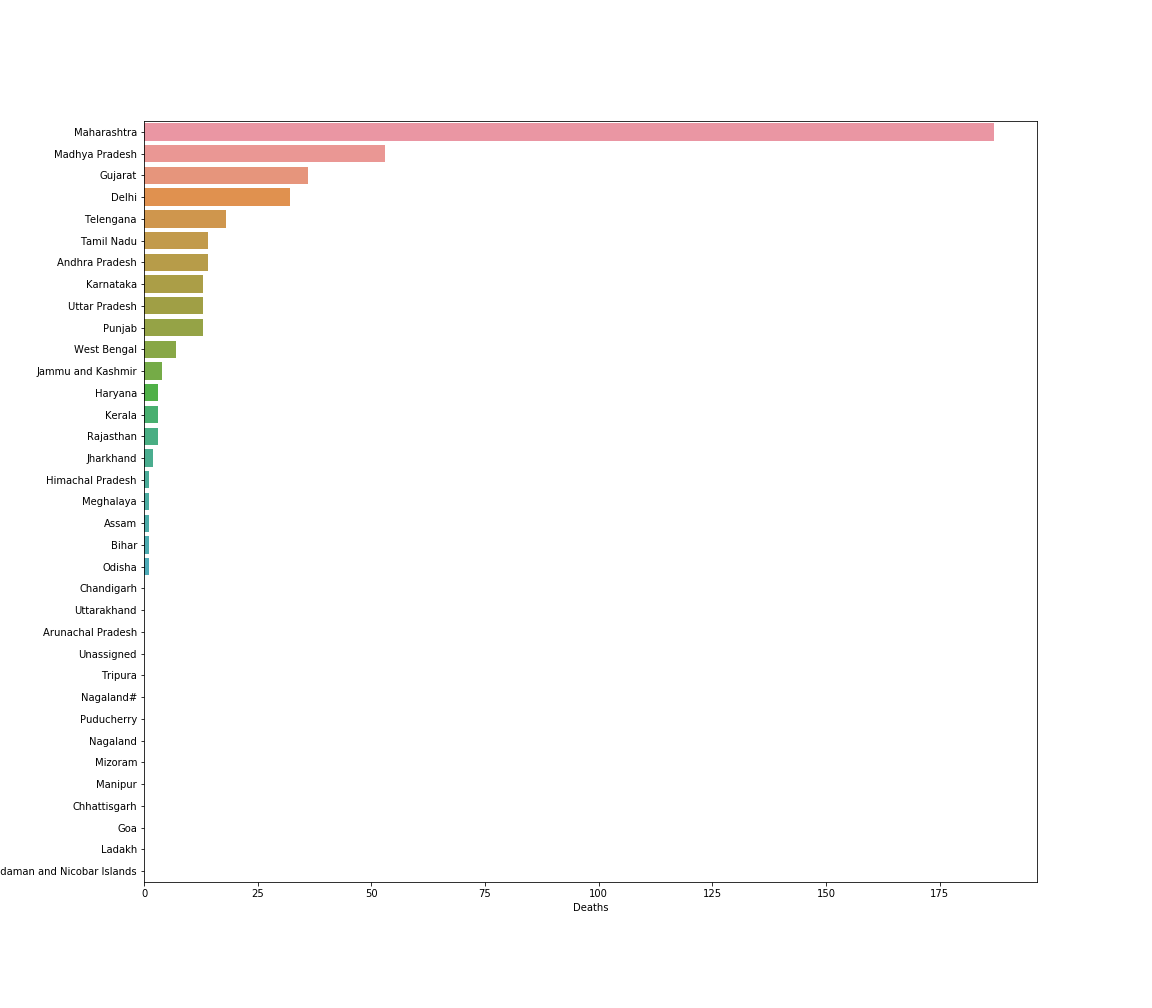 Maharashtra
Madhya Pradesh
Gujarat
Delhi
Telengana
Tamil Nadu
Andhra Pradesh
Karnataka
Uttar Pradesh
Punjab
West Bengal
Jammu and Kashmir
Haryana
Kerala
Rajasthan
Jharkhand
Himachal Pradesh
Meghalaya
Assam
Bihar
Odisha
Chandigarh
Uttarakhand
Arunachal Pradesh
Unassigned
Tripura
Nagaland#
Puducherry
Nagaland
Mizoram
Manipur
Chhattisgarh
Goa
Ladakh
daman and Nicobar Islands
0 25 50 75 100 125 150 175
Deaths